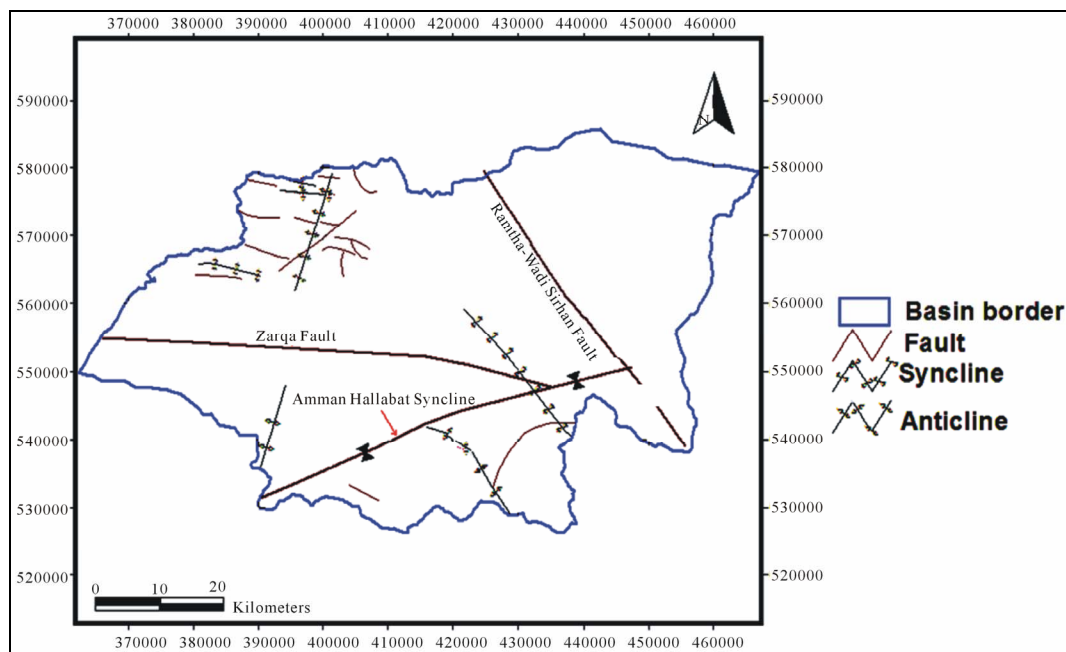 370000 380000 390000 400000 410000 420000 430000 440000 450000 460000
590000 590000
N
580000 580000
Ramtha-Wadi Sirhan Fault
570000 570000
560000 560000
Basin border
Zarqa Fault
Fault
550000 550000
Syncline
Amman Hallabat Syncline
Anticline
540000 540000
530000 530000
520000 520000
0 10 20
Kilometers
370000 380000 390000 400000 410000 420000 430000 440000 450000 460000